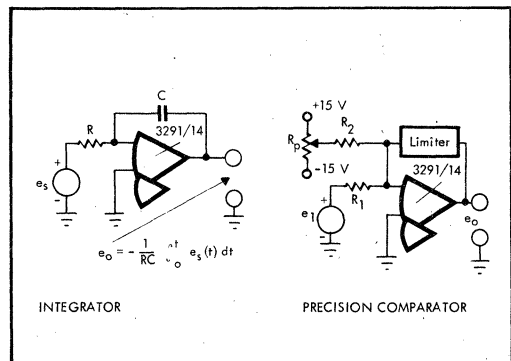 C
R
3291/14
+
e_s
-
e_o = - 1/RC ∫_o^t e_s (t) dt
INTEGRATOR
+15 V
R_p
R_2
-15 V
Limiter
3291/14
R_1
+
e_1
-
e_o
PRECISION COMPARATOR